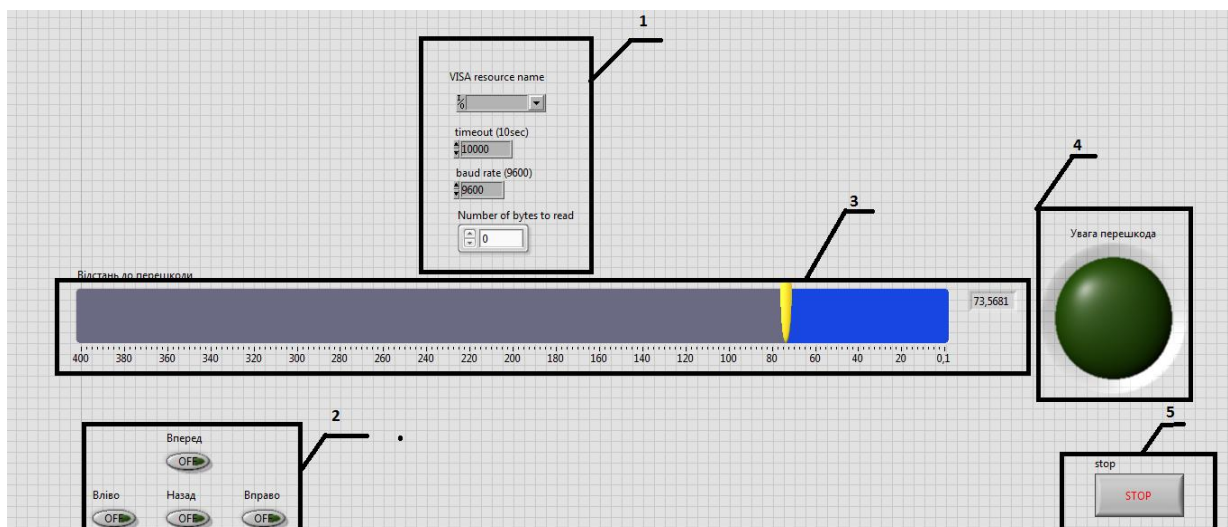 1
VISA resource name
timeout (10sec)
10000
baud rate (9600)
9600
Number of bytes to read
0
4
Увага перешкода
3
Відстань до перешкоди
73,5681
400 380 360 340 320 300 280 260 240 220 200 180 160 140 120 100 80 60 40 20 0,1
2
Вперед
OFF
Вліво Назад Вправо
OFF OFF OFF
5
stop
STOP